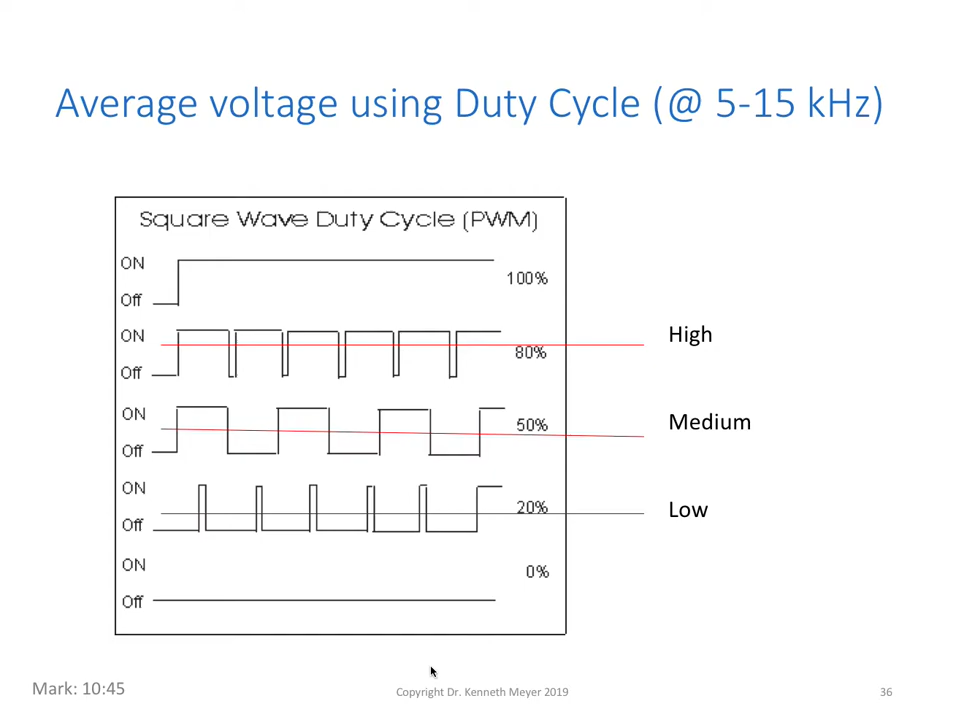 Average voltage using Duty Cycle (@ 5-15 kHz)
Square Wave Duty Cycle (PWM)
ON
100%
Off
ON
High
80%
Off
ON
Medium
50%
Off
ON
20%
Low
Off
ON
0%
Off
Mark: 10:45
Copyright Dr. Kenneth Meyer 2019
36